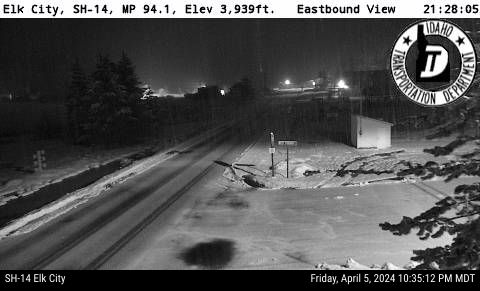 Elk City, SH-14, MP 94.1, Elev 3,939ft. Eastbound View 21:28:05
IDAHO
TRANSPORTATION DEPARTMENT
SH-14 Elk City
Friday, April 5, 2024 10:35:12 PM MDT